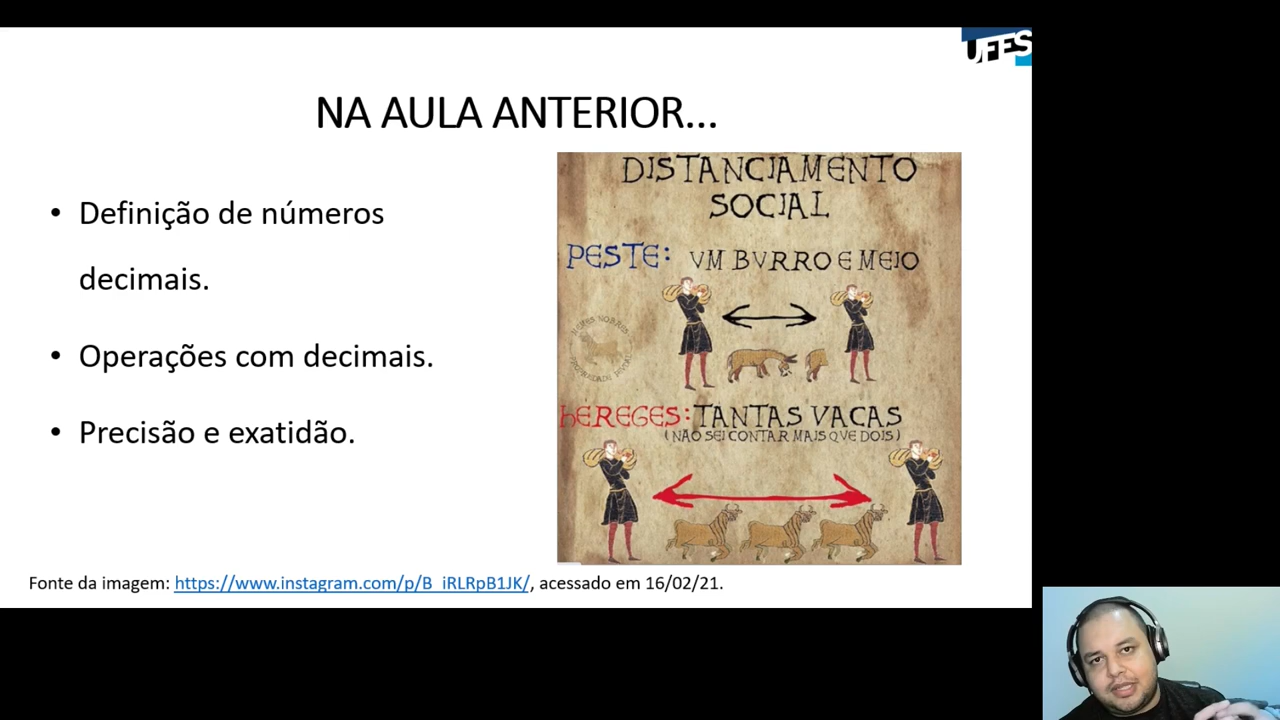 UFES
NA AULA ANTERIOR...
• Definição de números
decimais.
• Operações com decimais.
• Precisão e exatidão.
DISTANCIAMENTO
SOCIAL
PESTE: VM BVRRO E MEIO
HEREGES: TANTAS VACAS
(NÃO SEI CONTAR MAIS QVE DOIS)
Fonte da imagem: https://www.instagram.com/p/B_iRLRpB1JK/, acessado em 16/02/21.